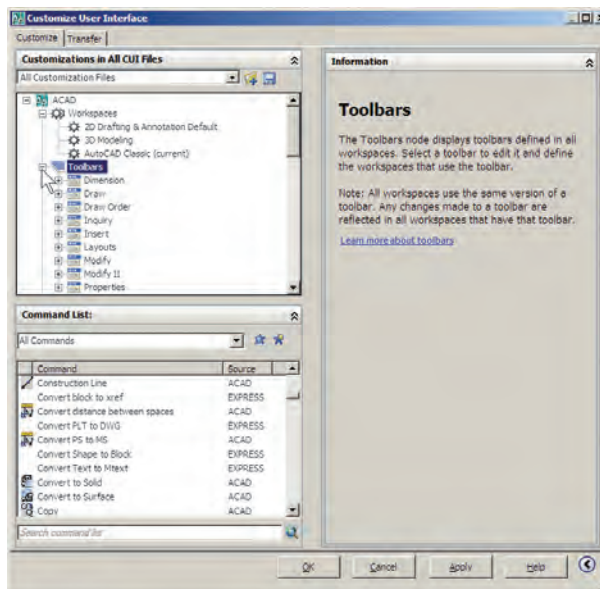 Customize User Interface
Customize Transfer
Customizations in All CUI Files
All Customization Files
ACAD
Workspaces
2D Drafting & Annotation Default
3D Modeling
AutoCAD Classic (current)
Toolbars
Dimension
Draw
Draw Order
Inquiry
Insert
Layouts
Modify
Modify II
Properties
Command List:
All Commands
Command Source
Construction Line ACAD
Convert block to xref EXPRESS
Convert distance between spaces ACAD
Convert PLT to DWG EXPRESS
Convert PS to MS ACAD
Convert Shape to Block EXPRESS
Convert Text to Mtext EXPRESS
Convert to Solid ACAD
Convert to Surface ACAD
Copy ACAD
Search command list
Information
Toolbars
The Toolbars node displays toolbars defined in all
workspaces. Select a toolbar to edit it and define
the workspaces that use the toolbar.
Note: All workspaces use the same version of a
toolbar. Any changes made to a toolbar are
reflected in all workspaces that have that toolbar.
Learn more about toolbars
OK Cancel Apply Help